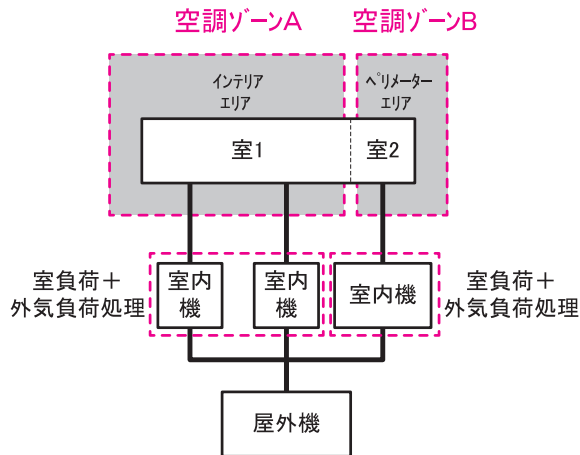 空調ゾーンA
空調ゾーンB
インテリア
エリア
ペリメーター
エリア
室1
室2
室負荷＋
外気負荷処理
室内
機
室内
機
室内機
室負荷＋
外気負荷処理
屋外機